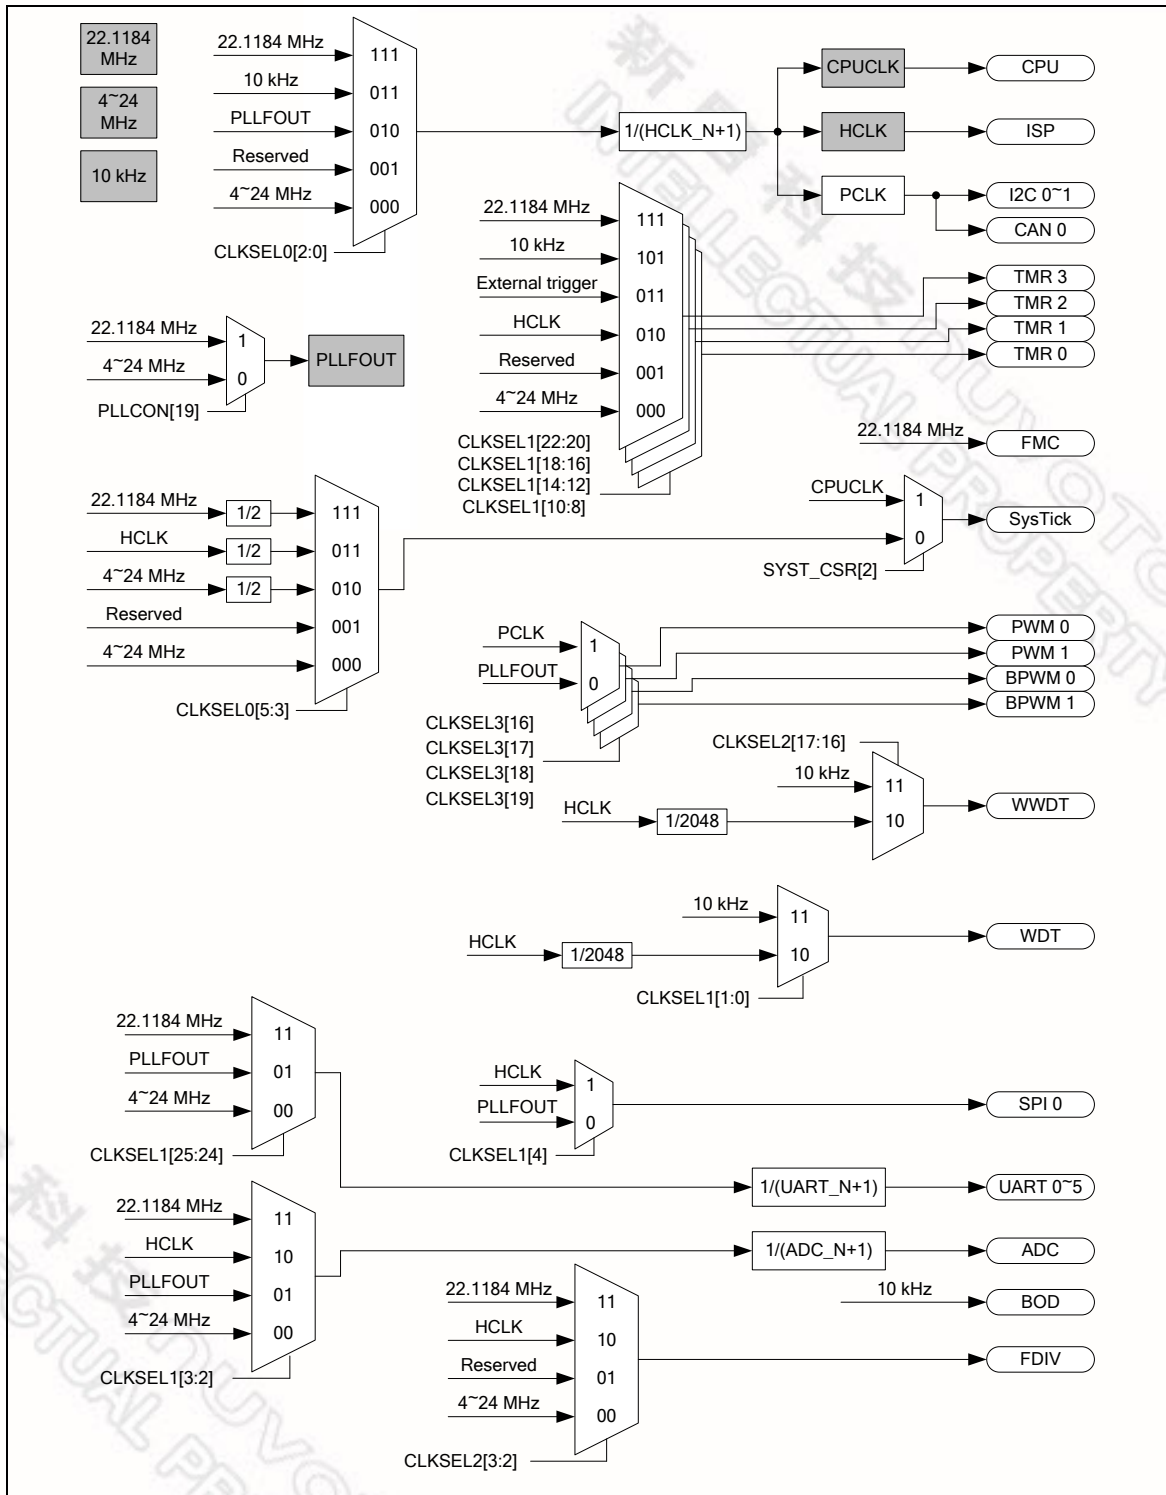 22.1184
MHz
4~24
MHz
10 kHz
22.1184 MHz
111
10 kHz
011
PLLFOUT
010
Reserved
001
4~24 MHz
000
CLKSEL0[2:0]
1/(HCLK_N+1)
CPUCLK
CPU
HCLK
ISP
PCLK
I2C 0~1
CAN 0
22.1184 MHz
111
10 kHz
101
External trigger
011
HCLK
010
Reserved
001
4~24 MHz
000
CLKSEL1[22:20]
CLKSEL1[18:16]
CLKSEL1[14:12]
CLKSEL1[10:8]
TMR 3
TMR 2
TMR 1
TMR 0
22.1184 MHz
1
4~24 MHz
0
PLLCON[19]
PLLFOUT
22.1184 MHz
FMC
22.1184 MHz
1/2
111
HCLK
1/2
011
4~24 MHz
1/2
010
Reserved
001
4~24 MHz
000
CLKSEL0[5:3]
CPUCLK
1
0
SYST_CSR[2]
SysTick
PCLK
1
PLLFOUT
0
CLKSEL3[16]
CLKSEL3[17]
CLKSEL3[18]
CLKSEL3[19]
PWM 0
PWM 1
BPWM 0
BPWM 1
CLKSEL2[17:16]
10 kHz
11
HCLK
1/2048
10
WWDT
10 kHz
11
HCLK
1/2048
10
CLKSEL1[1:0]
WDT
22.1184 MHz
11
PLLFOUT
01
4~24 MHz
00
CLKSEL1[25:24]
HCLK
1
PLLFOUT
0
CLKSEL1[4]
SPI 0
1/(UART_N+1)
UART 0~5
22.1184 MHz
11
HCLK
10
PLLFOUT
01
4~24 MHz
00
CLKSEL1[3:2]
1/(ADC_N+1)
ADC
10 kHz
BOD
22.1184 MHz
11
HCLK
10
Reserved
01
4~24 MHz
00
CLKSEL2[3:2]
FDIV
新唐科技 nuvoTon
INTELLECTUAL PROPERTY
科技 nuvo
LECTUAL PRO